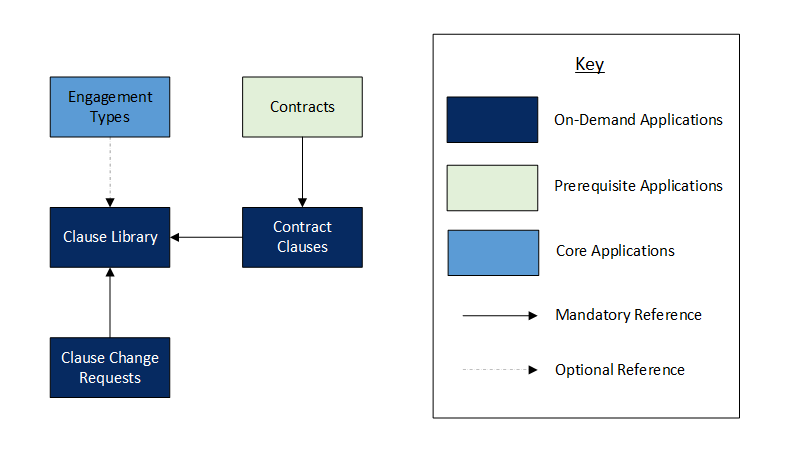 Engagement
Types
Contracts
Clause Library
Contract
Clauses
Clause Change
Requests
Key
On-Demand Applications
Prerequisite Applications
Core Applications
Mandatory Reference
Optional Reference